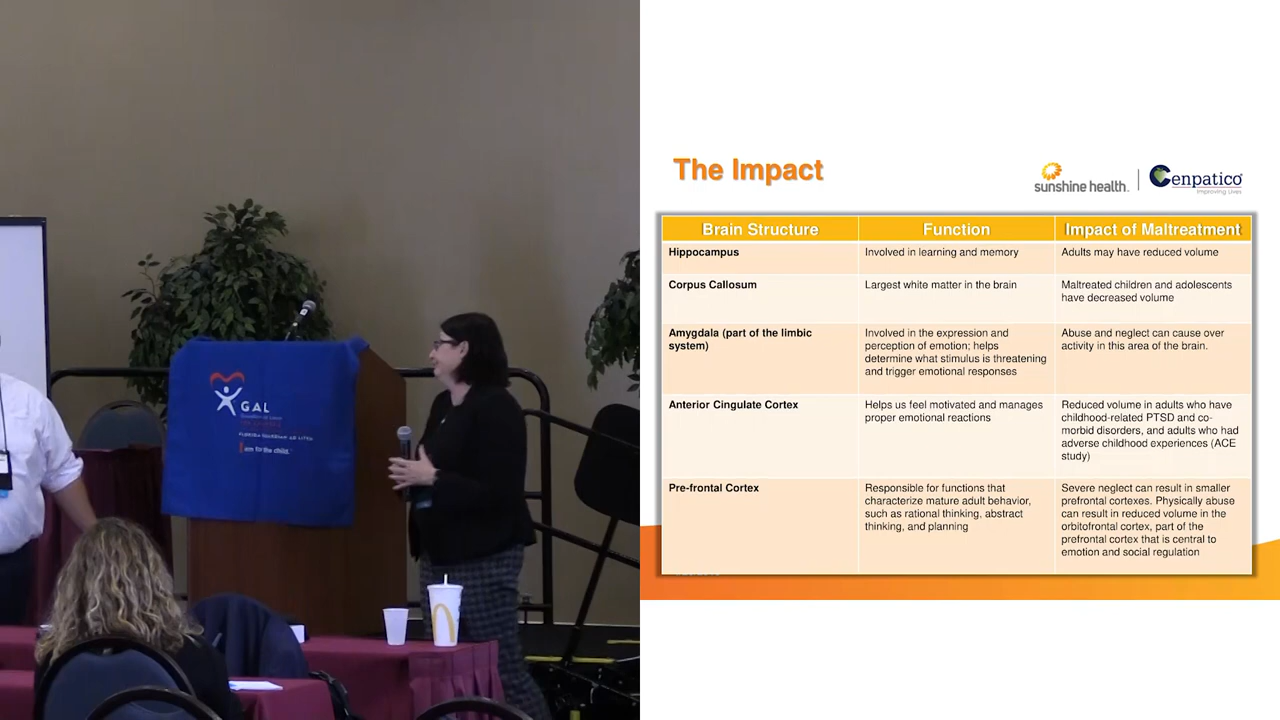 GAL
FLORIDA GUARDIAN AD LITEM
I am for the child.
The Impact
sunshine health
Cenpatico
Improving Lives
Brain Structure Function Impact of Maltreatment
Hippocampus
Involved in learning and memory
Adults may have reduced volume
Corpus Callosum
Largest white matter in the brain
Maltreated children and adolescents
have decreased volume
Amygdala (part of the limbic
system)
Involved in the expression and
perception of emotion; helps
determine what stimulus is threatening
and trigger emotional responses
Abuse and neglect can cause over
activity in this area of the brain.
Anterior Cingulate Cortex
Helps us feel motivated and manages
proper emotional reactions
Reduced volume in adults who have
childhood-related PTSD and co-
morbid disorders, and adults who had
adverse childhood experiences (ACE
study)
Pre-frontal Cortex
Responsible for functions that
characterize mature adult behavior,
such as rational thinking, abstract
thinking, and planning
Severe neglect can result in smaller
prefrontal cortexes. Physically abuse
can result in reduced volume in the
orbitofrontal cortex, part of the
prefrontal cortex that is central to
emotion and social regulation